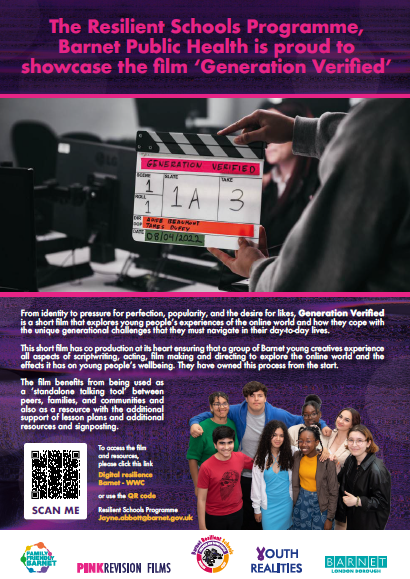 The Resilient Schools Programme,
Barnet Public Health is proud to
showcase the film ‘Generation Verified’
GENERATION VERIFIED
SCENE
SLATE
TAKE
1
1A
3
ROLL
DIR
DOP
JAMES DUFFY
DATE
08/04/2022
From identity to pressure for perfection, popularity, and the desire for likes, Generation Verified
is a short film that explores young people’s experiences of the online world and how they cope with
the unique generational challenges that they must navigate in their day-to-day lives.
This short film has co production at its heart ensuring that a group of Barnet young creatives experience
all aspects of scriptwriting, acting, film making and directing to explore the online world and the
effects it has on young people’s wellbeing. They have owned this process from the start.
The film benefits from being used as
a ‘standalone talking tool’ between
peers, families, and communities and
also as a resource with the additional
support of lesson plans and additional
resources and signposting.
SCAN ME
To access the film
and resources,
please click this link
Digital resilience
Barnet - WWC
or use the QR code
Resilient Schools Programme
Jayne.abbott@barnet.gov.uk
FAMILY
FRIENDLY
BARNET
PINKREVISION FILMS
Barnet Resilient Schools
YOUTH
REALITIES
BARNET
LONDON BOROUGH